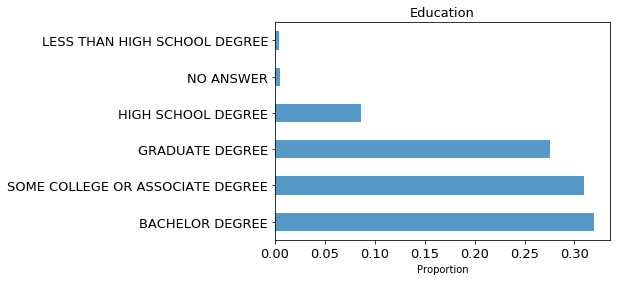 Education
LESS THAN HIGH SCHOOL DEGREE
NO ANSWER
HIGH SCHOOL DEGREE
GRADUATE DEGREE
SOME COLLEGE OR ASSOCIATE DEGREE
BACHELOR DEGREE
0.00 0.05 0.10 0.15 0.20 0.25 0.30
Proportion